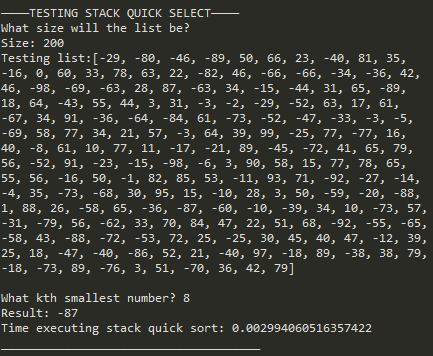 ————TESTING STACK QUICK SELECT————
What size will the list be?
Size: 200
Testing list:[-29, -80, -46, -89, 50, 66, 23, -40, 81, 35,
-16, 0, 60, 33, 78, 63, 22, -82, 46, -66, -66, -34, -36, 42,
46, -98, -69, -63, 28, 87, -63, 34, -15, -44, 31, 65, -89,
18, 64, -43, 55, 44, 3, 31, -3, -2, -29, -52, 63, 17, 61,
-67, 34, 91, -36, -64, -84, 61, -73, -52, -47, -33, -3, -5,
-69, 58, 77, 34, 21, 57, -3, 64, 39, 99, -25, 77, -77, 16,
40, -8, 61, 10, 77, 11, -17, -21, 89, -45, -72, 41, 65, 79,
56, -52, 91, -23, -15, -98, -6, 3, 90, 58, 15, 77, 78, 65,
55, 56, -16, 50, -1, 82, 85, 53, -11, 93, 71, -92, -27, -14,
-4, 35, -73, -68, 30, 95, 15, -10, 28, 3, 50, -59, -20, -88,
1, 88, 26, -58, 65, -36, -87, -60, -10, -39, 34, 10, -73, 57,
-31, -79, 56, -62, 33, 70, 84, 47, 22, 51, 68, -92, -55, -65,
-58, 43, -88, -72, -53, 72, 25, -25, 30, 45, 40, 47, -12, 39,
25, 18, -47, -40, -86, 52, 21, -40, 97, -18, 89, -38, 38, 79,
-18, -73, 89, -76, 3, 51, -70, 36, 42, 79]
What kth smallest number? 8
Result: -87
Time executing stack quick sort: 0.002994060516357422